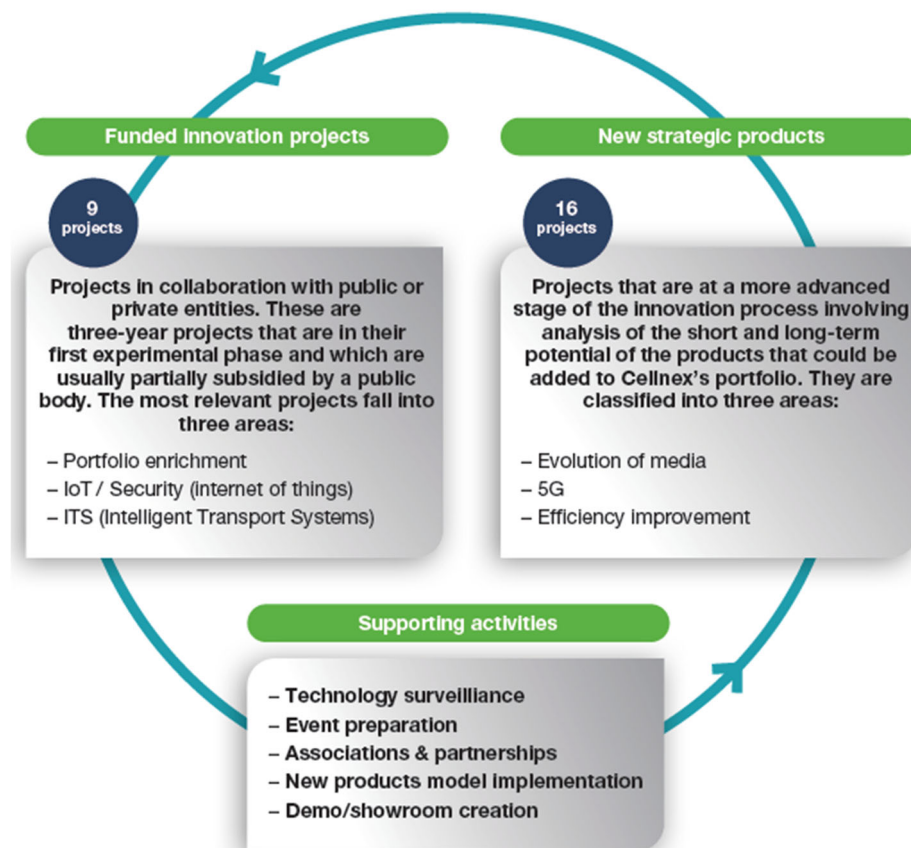 Funded innovation projects
9
projects
Projects in collaboration with public or
private entities. These are
three-year projects that are in their
first experimental phase and which are
usually partially subsidied by a public
body. The most relevant projects fall into
three areas:
– Portfolio enrichment
– IoT / Security (internet of things)
– ITS (Intelligent Transport Systems)
New strategic products
16
projects
Projects that are at a more advanced
stage of the innovation process involving
analysis of the short and long-term
potential of the products that could be
added to Cellnex’s portfolio. They are
classified into three areas:
– Evolution of media
– 5G
– Efficiency improvement
Supporting activities
– Technology surveilliance
– Event preparation
– Associations & partnerships
– New products model implementation
– Demo/showroom creation